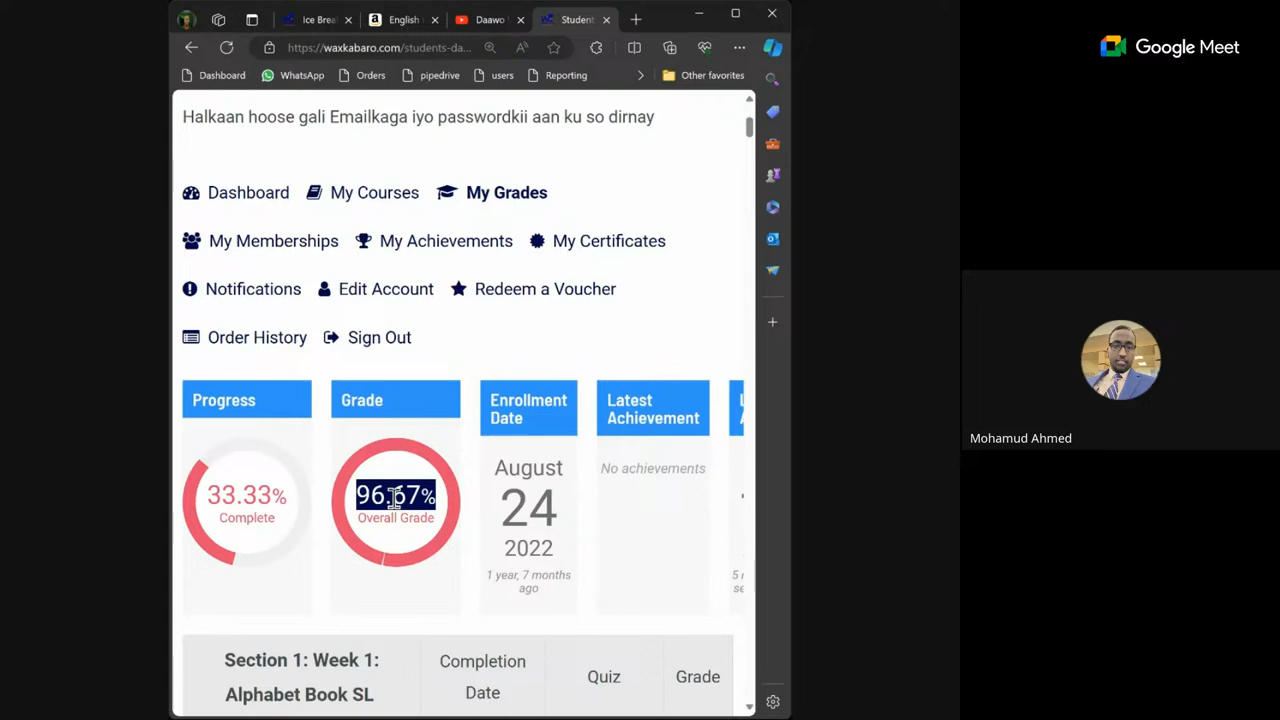 Ice Brea
English
Daawo
Student
https://waxkabaro.com/students-da...
Dashboard
WhatsApp
Orders
pipedrive
users
Reporting
Other favorites
Google Meet
Halkaan hoose gali Emailkaga iyo passwordkii aan ku so dirnay
Dashboard My Courses My Grades
My Memberships My Achievements My Certificates
Notifications Edit Account Redeem a Voucher
Order History Sign Out
Progress
33.33%
Complete
Grade
96.67%
Overall Grade
Enrollment
Date
August
24
2022
1 year, 7 months
ago
Latest
Achievement
No achievements
Section 1: Week 1:
Alphabet Book SL
Completion
Date
Quiz
Grade
Mohamud Ahmed